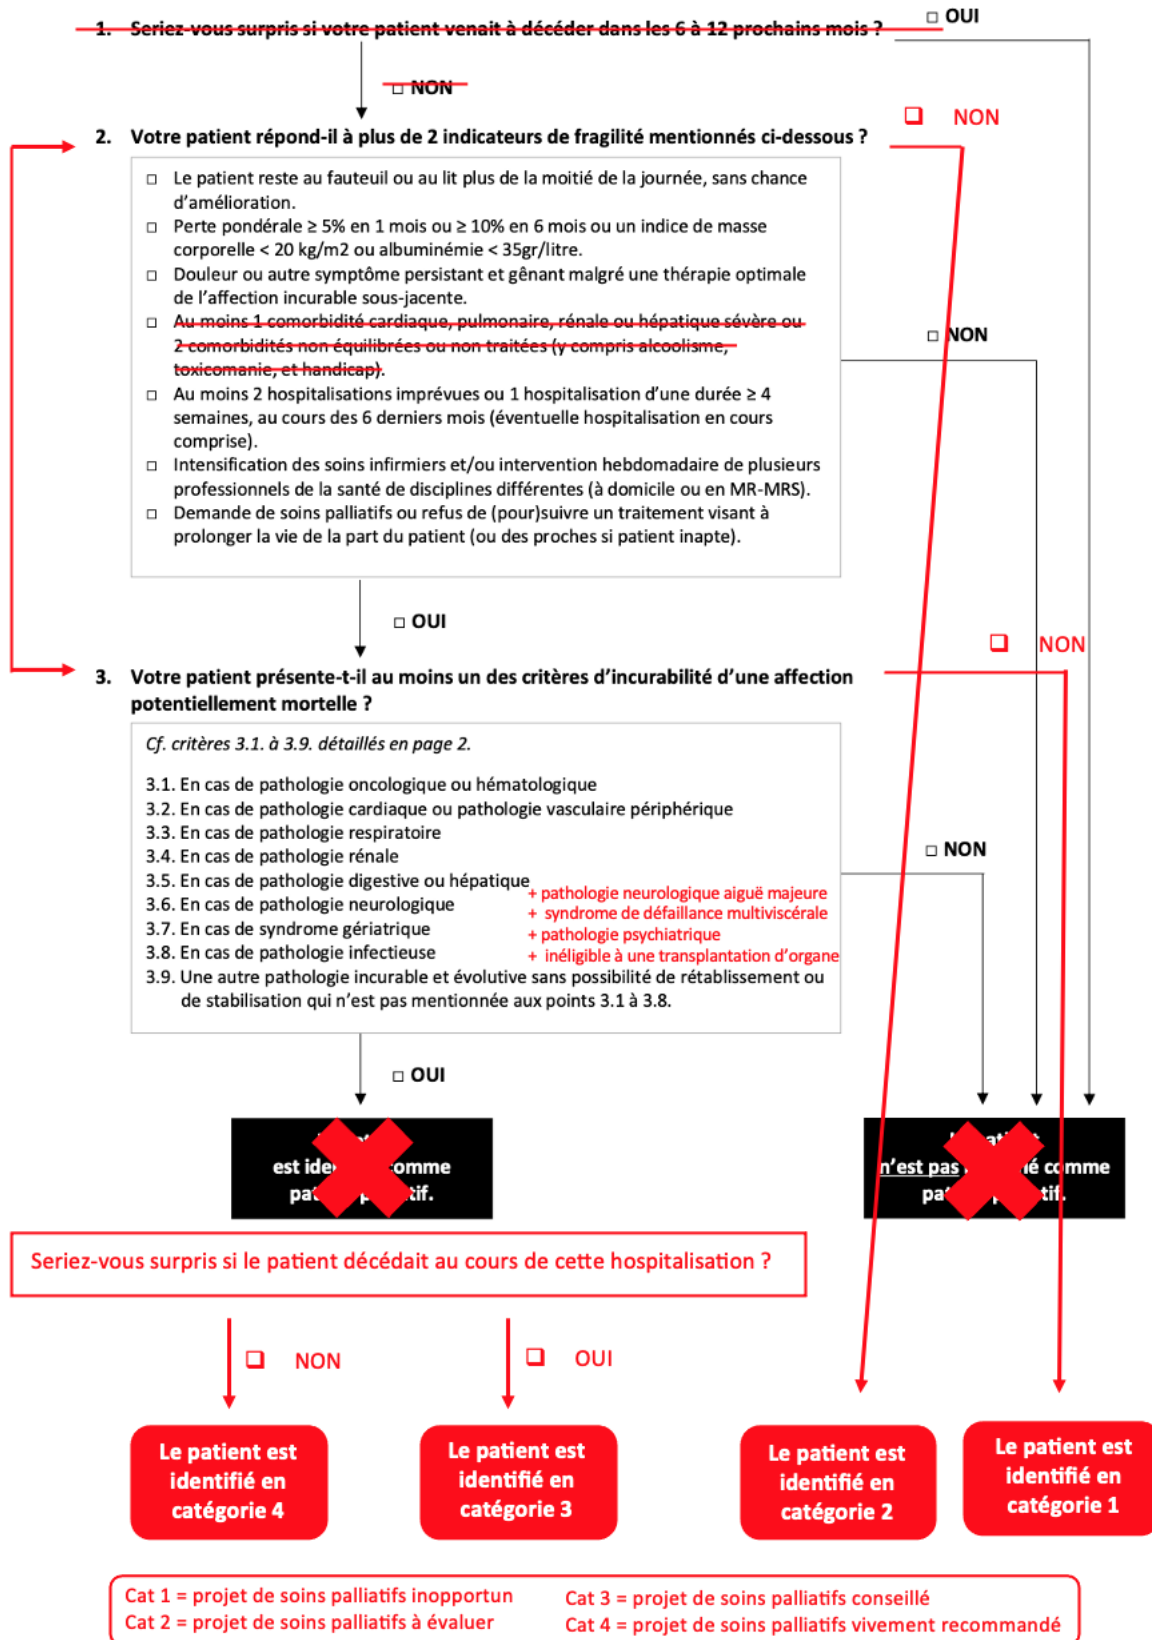 1. Seriez-vous surpris si votre patient venait à décéder dans les 6 à 12 prochains mois ?
□ OUI
□ NON
❑ NON
2. Votre patient répond-il à plus de 2 indicateurs de fragilité mentionnés ci-dessous ?
□ Le patient reste au fauteuil ou au lit plus de la moitié de la journée, sans chance
d'amélioration.
□ Perte pondérale ≥ 5% en 1 mois ou ≥ 10% en 6 mois ou un indice de masse
corporelle < 20 kg/m2 ou albuminémie < 35gr/litre.
□ Douleur ou autre symptôme persistant et gênant malgré une thérapie optimale
de l'affection incurable sous-jacente.
□ Au moins 1 comorbidité cardiaque, pulmonaire, rénale ou hépatique sévère ou
2 comorbidités non équilibrées ou non traitées (y compris alcoolisme,
toxicomanie, et handicap).
□ Au moins 2 hospitalisations imprévues ou 1 hospitalisation d'une durée ≥ 4
semaines, au cours des 6 derniers mois (éventuelle hospitalisation en cours
comprise).
□ Intensification des soins infirmiers et/ou intervention hebdomadaire de plusieurs
professionnels de la santé de disciplines différentes (à domicile ou en MR-MRS).
□ Demande de soins palliatifs ou refus de (pour)suivre un traitement visant à
prolonger la vie de la part du patient (ou des proches si patient inapte).
□ NON
□ OUI
❑ NON
3. Votre patient présente-t-il au moins un des critères d'incurabilité d'une affection
potentiellement mortelle ?
Cf. critères 3.1. à 3.9. détaillés en page 2.
3.1. En cas de pathologie oncologique ou hématologique
3.2. En cas de pathologie cardiaque ou pathologie vasculaire périphérique
3.3. En cas de pathologie respiratoire
3.4. En cas de pathologie rénale
3.5. En cas de pathologie digestive ou hépatique
3.6. En cas de pathologie neurologique
3.7. En cas de syndrome gériatrique
3.8. En cas de pathologie infectieuse
+ pathologie neurologique aiguë majeure
+ syndrome de défaillance multiviscérale
+ pathologie psychiatrique
+ inéligible à une transplantation d'organe
3.9. Une autre pathologie incurable et évolutive sans possibilité de rétablissement ou
de stabilisation qui n'est pas mentionnée aux points 3.1 à 3.8.
□ NON
□ OUI
est comme
n'est pas comme
Seriez-vous surpris si le patient décédait au cours de cette hospitalisation ?
❑ NON
❑ OUI
Le patient est
identifié en
catégorie 4
Le patient est
identifié en
catégorie 3
Le patient est
identifié en
catégorie 2
Le patient est
identifié en
catégorie 1
Cat 1 = projet de soins palliatifs inopportun
Cat 2 = projet de soins palliatifs à évaluer
Cat 3 = projet de soins palliatifs conseillé
Cat 4 = projet de soins palliatifs vivement recommandé